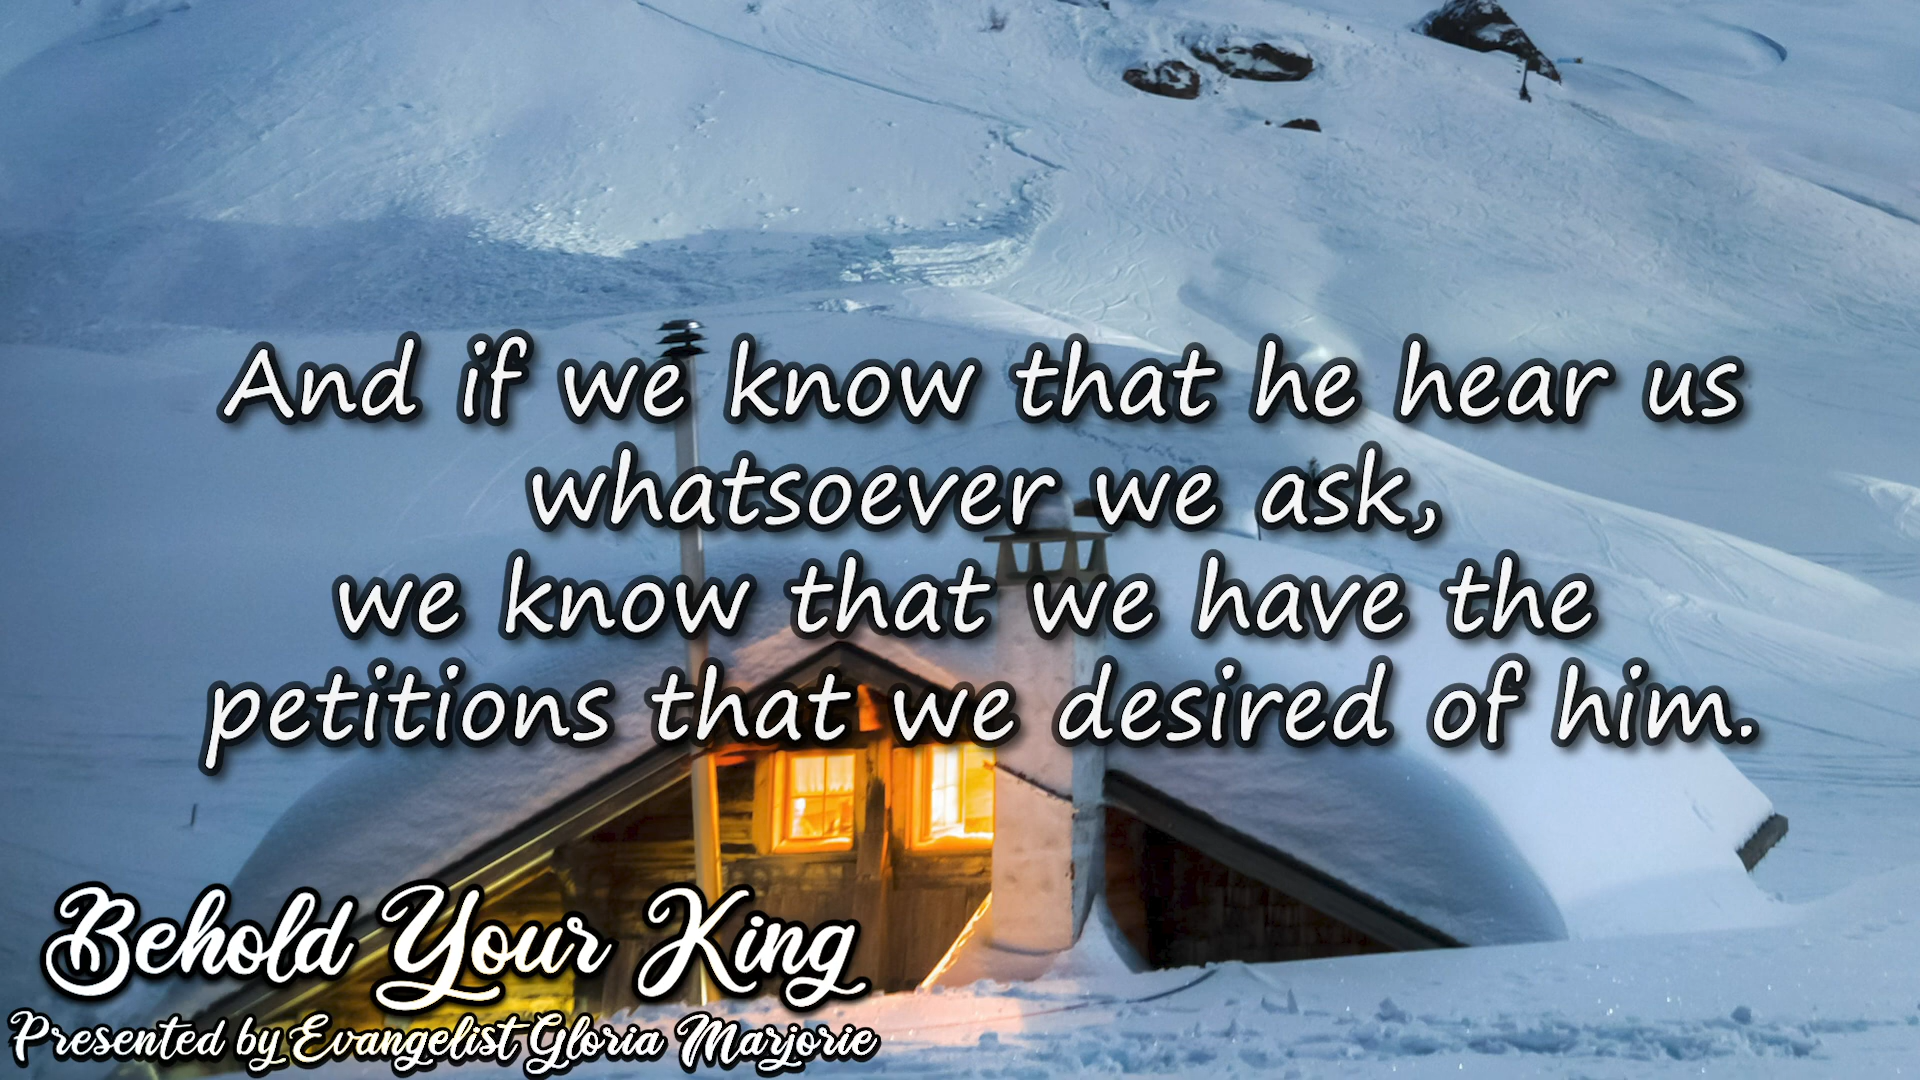 And if we know that he hear us
whatsoever we ask,
we know that we have the
petitions that we desired of him.
Behold Your King
Presented by Evangelist Gloria Marjorie